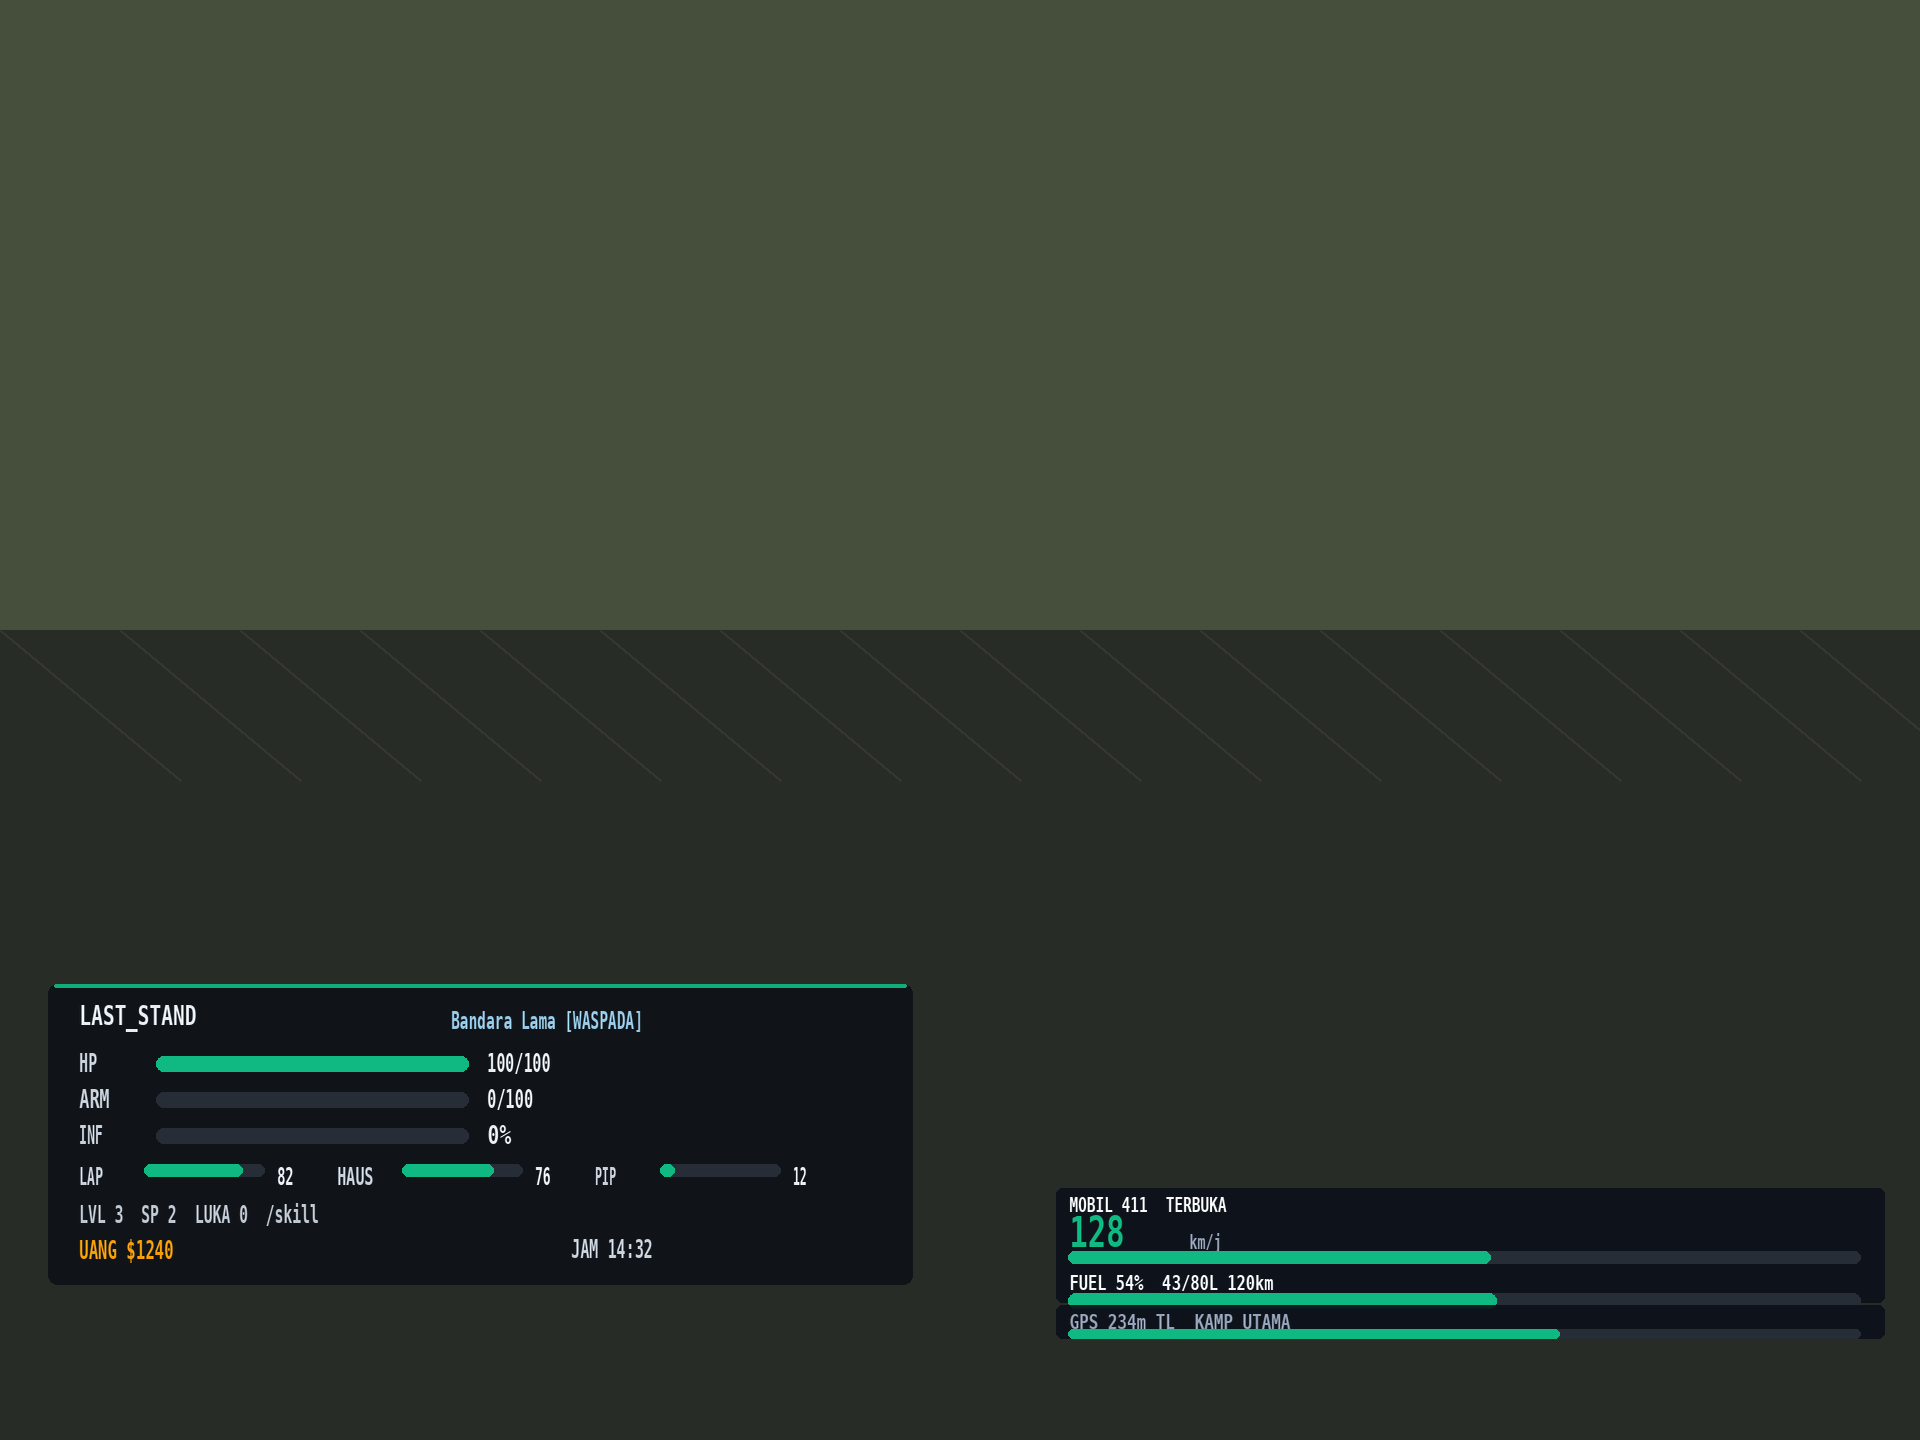 LAST_STAND Bandara Lama [WASPADA]
HP 100/100
ARM 0/100
INF 0%
LAP 82 HAUS 76 PIP 12
LVL 3 SP 2 LUKA 0 /skill
UANG $1240 JAM 14:32
MOBIL 411 TERBUKA
128 km/j
FUEL 54% 43/80L 120km
GPS 234m TL KAMP UTAMA